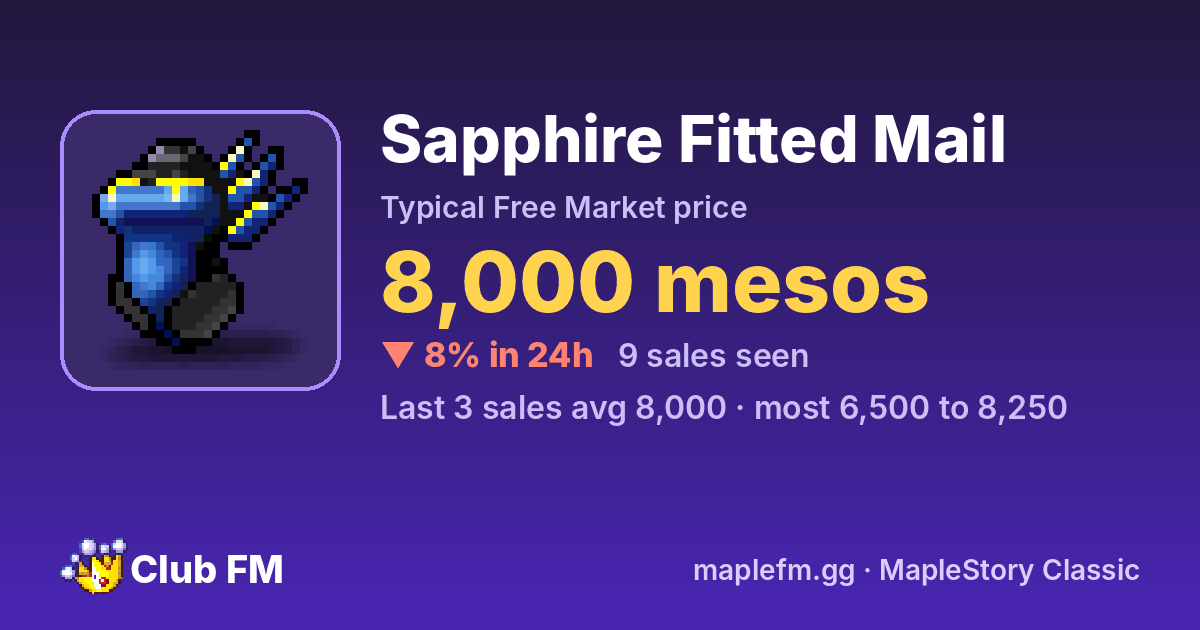 Sapphire Fitted Mail
Typical Free Market price
8,000 mesos
▼ 8% in 24h 9 sales seen
Last 3 sales avg 8,000 · most 6,500 to 8,250
Club FM
maplefm.gg · MapleStory Classic